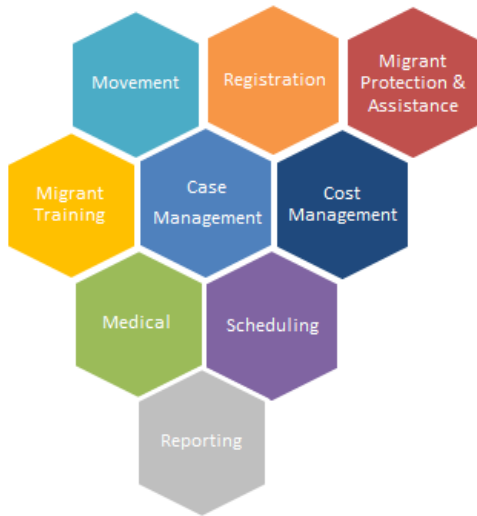 Movement
Registration
Migrant
Protection &
Assistance
Migrant
Training
Case
Management
Cost
Management
Medical
Scheduling
Reporting